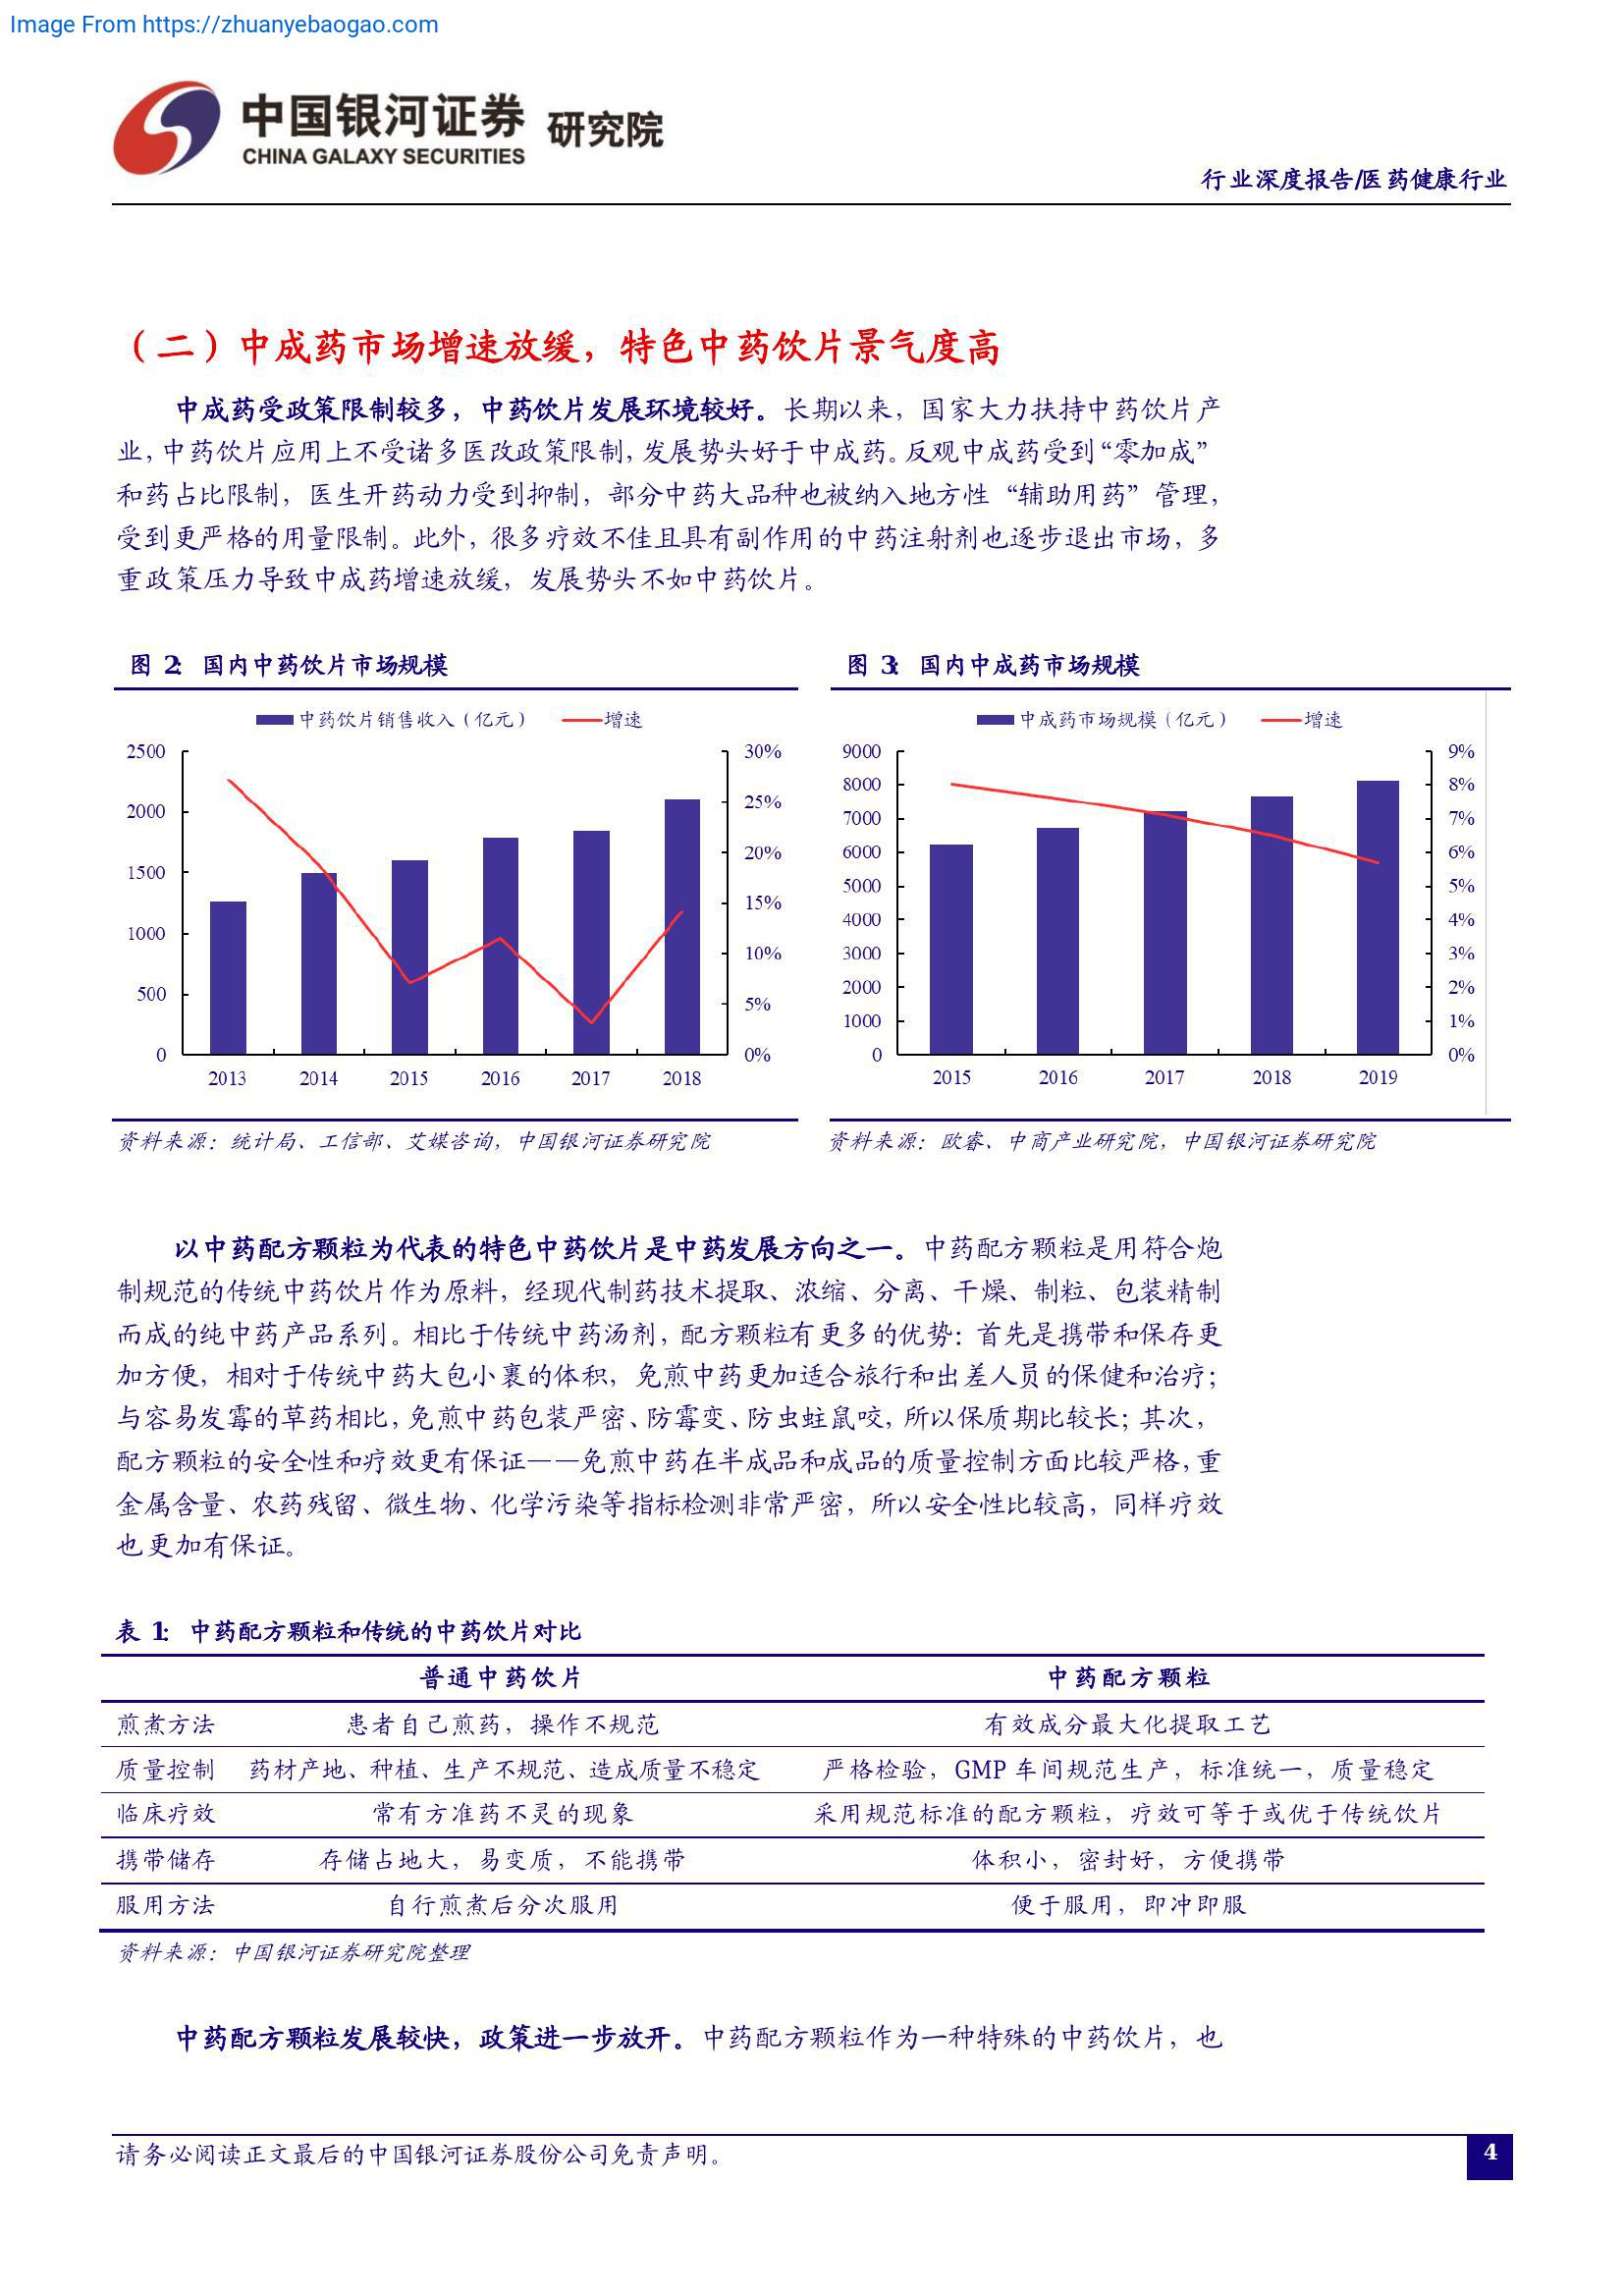 Image From https://zhuanyebaogao.com
中国银河证券 研究院
CHINA GALAXY SECURITIES
行业深度报告/医药健康行业
（二）中成药市场增速放缓，特色中药饮片景气度高
中成药受政策限制较多，中药饮片发展环境较好。长期以来，国家大力扶持中药饮片产
业，中药饮片应用上不受诸多医改政策限制，发展势头好于中成药。反观中成药受到“零加成”
和药占比限制，医生开药动力受到抑制，部分中药大品种也被纳入地方性“辅助用药”管理，
受到更严格的用量限制。此外，很多疗效不佳且具有副作用的中药注射剂也逐步退出市场，多
重政策压力导致中成药增速放缓，发展势头不如中药饮片。
图 2：国内中药饮片市场规模
中药饮片销售收入（亿元） 增速
2500 30%
25%
2000
20%
1500
15%
1000
10%
500
5%
0 0%
2013 2014 2015 2016 2017 2018
资料来源：统计局、工信部、艾媒咨询，中国银河证券研究院
图 3：国内中成药市场规模
中成药市场规模（亿元） 增速
9000 9%
8000 8%
7000 7%
6000 6%
5000 5%
4000 4%
3000 3%
2000 2%
1000 1%
0 0%
2015 2016 2017 2018 2019
资料来源：欧睿、中商产业研究院，中国银河证券研究院
以中药配方颗粒为代表的特色中药饮片是中药发展方向之一。中药配方颗粒是用符合炮
制规范的传统中药饮片作为原料，经现代制药技术提取、浓缩、分离、干燥、制粒、包装精制
而成的纯中药产品系列。相比于传统中药汤剂，配方颗粒有更多的优势：首先是携带和保存更
加方便，相对于传统中药大包小裹的体积，免煎中药更加适合旅行和出差人员的保健和治疗；
与容易发霉的草药相比，免煎中药包装严密、防霉变、防虫蛀鼠咬，所以保质期比较长；其次，
配方颗粒的安全性和疗效更有保证——免煎中药在半成品和成品的质量控制方面比较严格，重
金属含量、农药残留、微生物、化学污染等指标检测非常严密，所以安全性比较高，同样疗效
也更加有保证。
表 1：中药配方颗粒和传统的中药饮片对比
普通中药饮片 中药配方颗粒
煎煮方法 患者自己煎药，操作不规范 有效成分最大化提取工艺
质量控制 药材产地、种植、生产不规范、造成质量不稳定 严格检验，GMP 车间规范生产，标准统一，质量稳定
临床疗效 常有方准药不灵的现象 采用规范标准的配方颗粒，疗效可等于或优于传统饮片
携带储存 存储占地大，易变质，不能携带 体积小，密封好，方便携带
服用方法 自行煎煮后分次服用 便于服用，即冲即服
资料来源：中国银河证券研究院整理
中药配方颗粒发展较快，政策进一步放开。中药配方颗粒作为一种特殊的中药饮片，也
请务必阅读正文最后的中国银河证券股份公司免责声明。
4